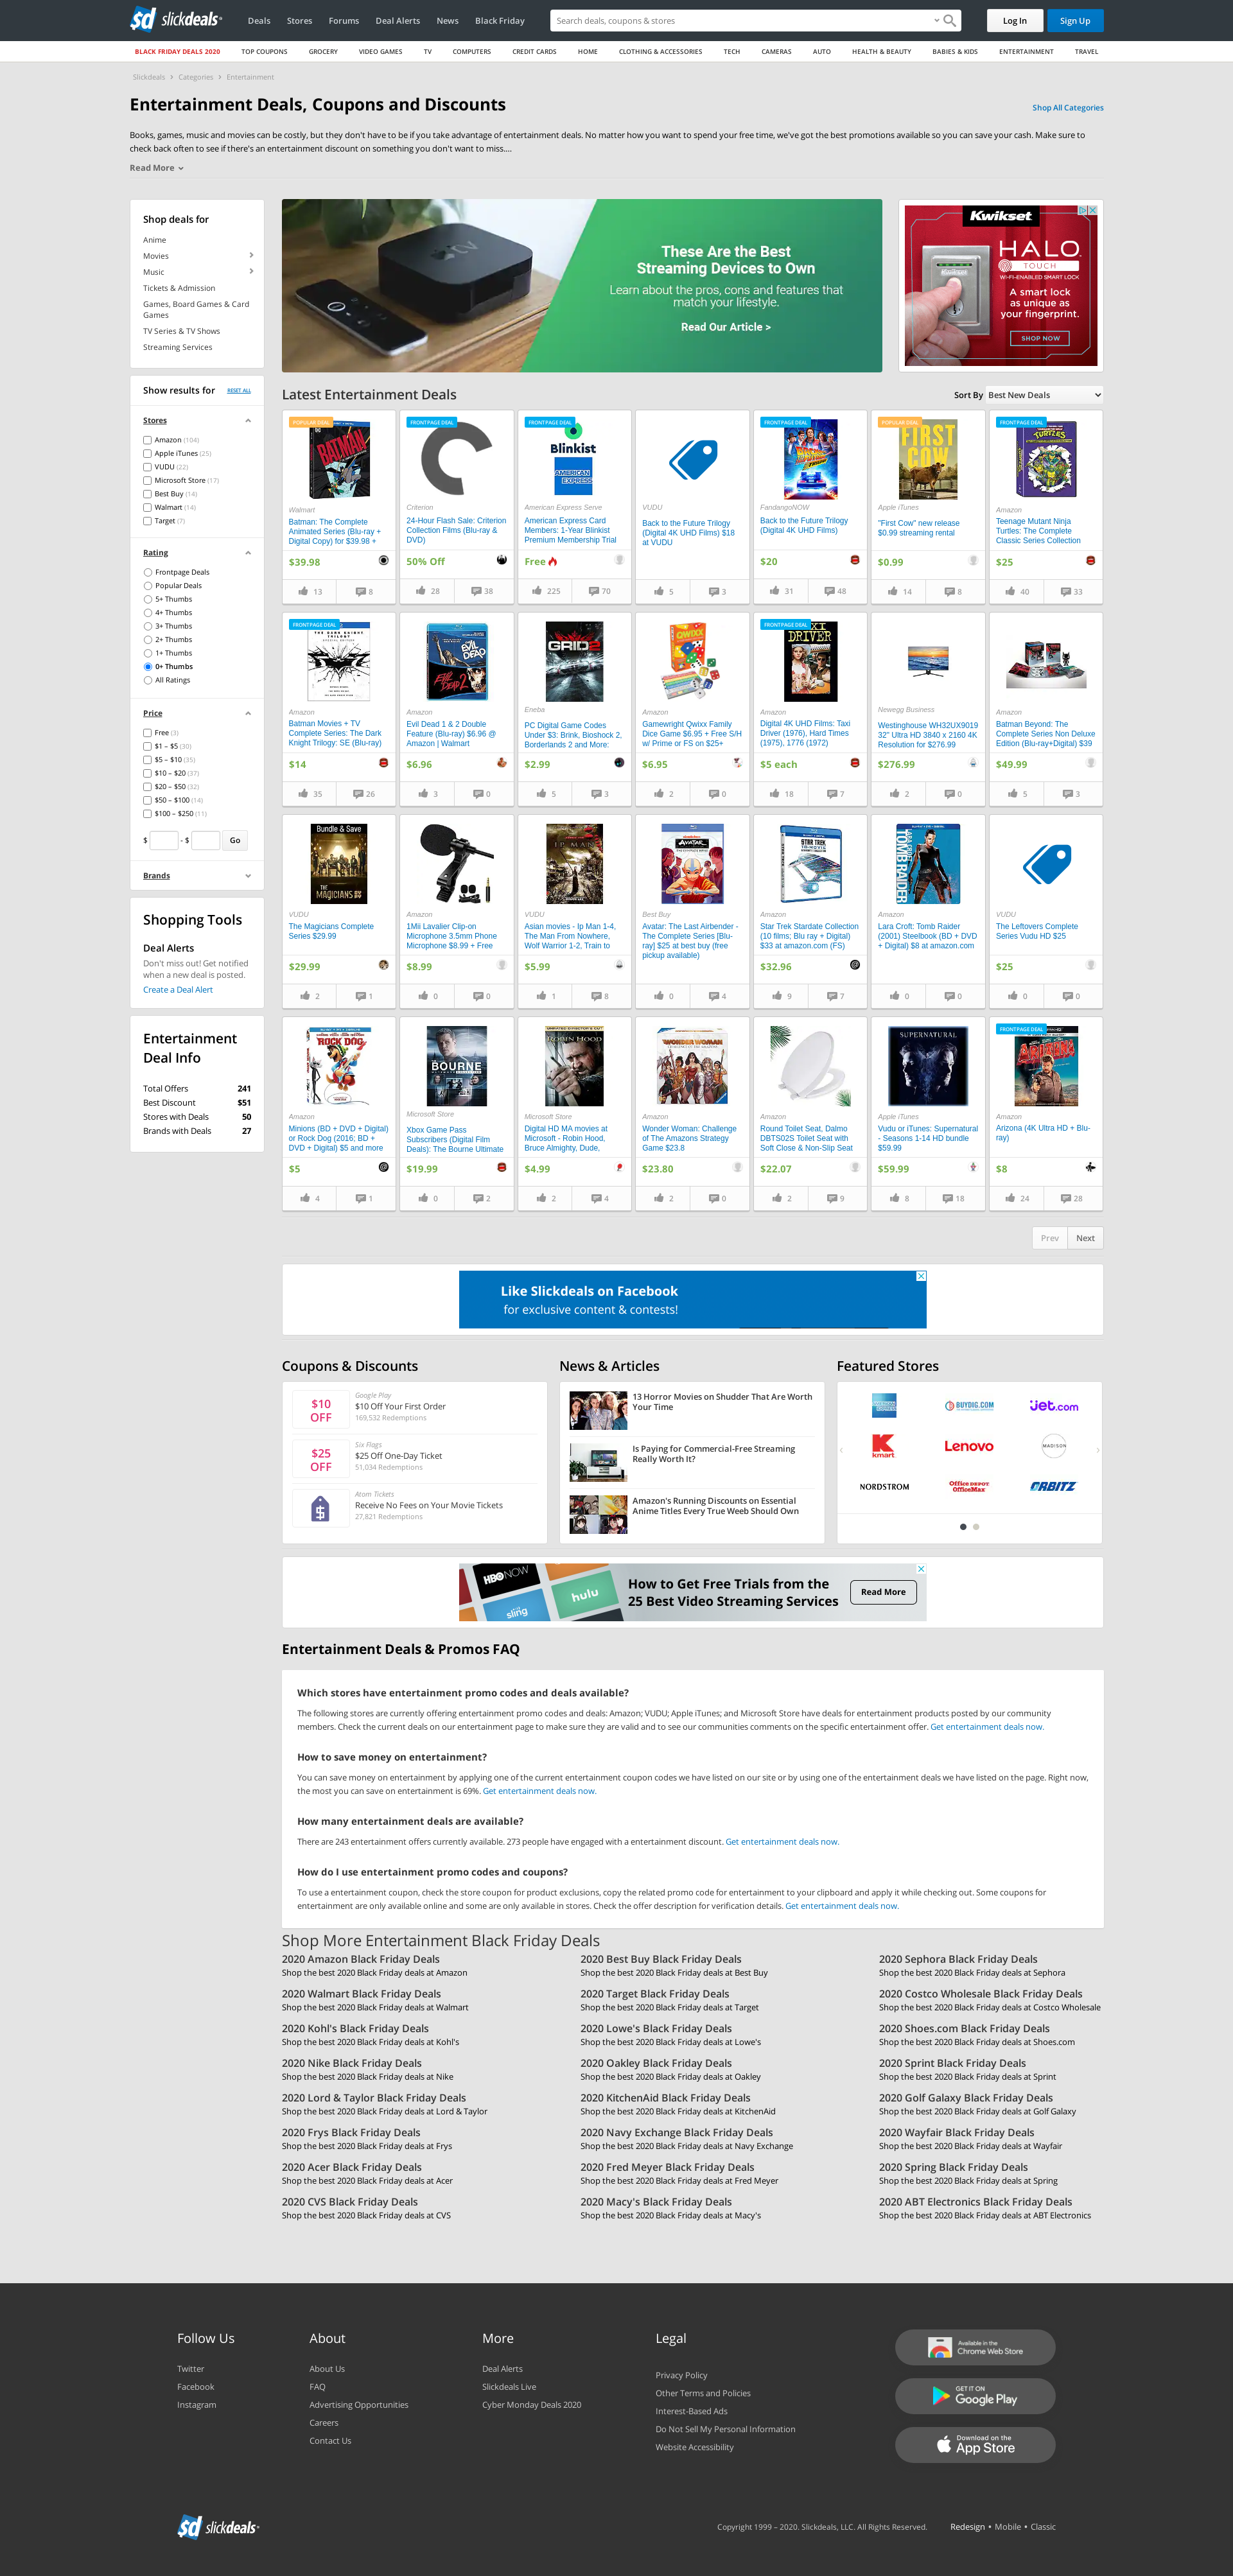 slickdeals
Deals
Stores
Forums
Deal Alerts
News
Black Friday
Search deals, coupons & stores
Log In
Sign Up
BLACK FRIDAY DEALS 2020
TOP COUPONS
GROCERY
VIDEO GAMES
TV
COMPUTERS
CREDIT CARDS
HOME
CLOTHING & ACCESSORIES
TECH
CAMERAS
AUTO
HEALTH & BEAUTY
BABIES & KIDS
ENTERTAINMENT
TRAVEL
Slickdeals > Categories > Entertainment
Entertainment Deals, Coupons and Discounts
Shop All Categories
Books, games, music and movies can be costly, but they don't have to be if you take advantage of entertainment deals. No matter how you want to spend your free time, we've got the best promotions available so you can save your cash. Make sure to
check back often to see if there's an entertainment discount on something you don't want to miss....
Read More
Shop deals for
Anime
Movies
Music
Tickets & Admission
Games, Board Games & Card
Games
TV Series & TV Shows
Streaming Services
Show results for
RESET ALL
Stores
Amazon (104)
Apple iTunes (25)
VUDU (22)
Microsoft Store (17)
Best Buy (14)
Walmart (14)
Target (7)
Rating
Frontpage Deals
Popular Deals
5+ Thumbs
4+ Thumbs
3+ Thumbs
2+ Thumbs
1+ Thumbs
0+ Thumbs
All Ratings
Price
Free (3)
$1 – $5 (30)
$5 – $10 (35)
$10 – $20 (37)
$20 – $50 (32)
$50 – $100 (14)
$100 – $250 (11)
$ - $ Go
Brands
Shopping Tools
Deal Alerts
Don't miss out! Get notified
when a new deal is posted.
Create a Deal Alert
Entertainment
Deal Info
Total Offers 241
Best Discount $51
Stores with Deals 50
Brands with Deals 27
These Are the Best
Streaming Devices to Own
Learn about the pros, cons and features that
match your lifestyle.
Read Our Article >
Kwikset
HALO
TOUCH
WI-FI-ENABLED SMART LOCK
A smart lock
as unique as
your fingerprint.
SHOP NOW
Latest Entertainment Deals
Sort By Best New Deals
POPULAR DEAL
BATMAN
Walmart
Batman: The Complete
Animated Series (Blu-ray +
Digital Copy) for $39.98 +
$39.98
13
8
FRONTPAGE DEAL
Criterion
24-Hour Flash Sale: Criterion
Collection Films (Blu-ray &
DVD)
50% Off
28
38
FRONTPAGE DEAL
Blinkist
AMERICAN EXPRESS
American Express Serve
American Express Card
Members: 1-Year Blinkist
Premium Membership Trial
Free
225
70
VUDU
Back to the Future Trilogy
(Digital 4K UHD Films) $18
at VUDU
5
3
FRONTPAGE DEAL
FandangoNOW
Back to the Future Trilogy
(Digital 4K UHD Films)
$20
31
48
POPULAR DEAL
FIRST
COW
Apple iTunes
"First Cow" new release
$0.99 streaming rental
$0.99
14
8
FRONTPAGE DEAL
TURTLES
Amazon
Teenage Mutant Ninja
Turtles: The Complete
Classic Series Collection
$25
40
33
FRONTPAGE DEAL
THE DARK KNIGHT
TRILOGY
Amazon
Batman Movies + TV
Complete Series: The Dark
Knight Trilogy: SE (Blu-ray)
$14
35
26
EVIL DEAD
EVIL DEAD 2
Amazon
Evil Dead 1 & 2 Double
Feature (Blu-ray) $6.96 @
Amazon | Walmart
$6.96
3
0
GRID2
Eneba
PC Digital Game Codes
Under $3: Brink, Bioshock 2,
Borderlands 2 and More:
$2.99
5
3
QWIXX
Amazon
Gamewright Qwixx Family
Dice Game $6.95 + Free S/H
w/ Prime or FS on $25+
$6.95
2
0
FRONTPAGE DEAL
TAXI
DRIVER
Amazon
Digital 4K UHD Films: Taxi
Driver (1976), Hard Times
(1975), 1776 (1972)
$5 each
18
7
Newegg Business
Westinghouse WH32UX9019
32" Ultra HD 3840 x 2160 4K
Resolution for $276.99
$276.99
2
0
Amazon
Batman Beyond: The
Complete Series Non Deluxe
Edition (Blu-ray+Digital) $39
$49.99
5
3
Bundle & Save
THE
MAGICIANS
VUDU
The Magicians Complete
Series $29.99
$29.99
2
1
Amazon
1Mii Lavalier Clip-on
Microphone 3.5mm Phone
Microphone $8.99 + Free
$8.99
0
0
IP MAN
VUDU
Asian movies - Ip Man 1-4,
The Man From Nowhere,
Wolf Warrior 1-2, Train to
$5.99
1
8
AVATAR
Best Buy
Avatar: The Last Airbender -
The Complete Series [Blu-
ray] $25 at best buy (free
pickup available)
0
4
STAR TREK
Amazon
Star Trek Stardate Collection
(10 films; Blu ray + Digital)
$33 at amazon.com (FS)
$32.96
9
7
TOMB RAIDER
Amazon
Lara Croft: Tomb Raider
(2001) Steelbook (BD + DVD
+ Digital) $8 at amazon.com
0
0
VUDU
The Leftovers Complete
Series Vudu HD $25
$25
0
0
ROCK DOG
Amazon
Minions (BD + DVD + Digital)
or Rock Dog (2016; BD +
DVD + Digital) $5 and more
$5
4
1
BOURNE
Microsoft Store
Xbox Game Pass
Subscribers (Digital Film
Deals): The Bourne Ultimate
$19.99
0
2
ROBIN HOOD
Microsoft Store
Digital HD MA movies at
Microsoft - Robin Hood,
Bruce Almighty, Dude,
$4.99
2
4
WONDER WOMAN
Amazon
Wonder Woman: Challenge
of The Amazons Strategy
Game $23.8
$23.80
2
0
Amazon
Round Toilet Seat, Dalmo
DBTS02S Toilet Seat with
Soft Close & Non-Slip Seat
$22.07
2
9
SUPERNATURAL
Apple iTunes
Vudu or iTunes: Supernatural
- Seasons 1-14 HD bundle
$59.99
$59.99
8
18
FRONTPAGE DEAL
ARIZONA
Amazon
Arizona (4K Ultra HD + Blu-
ray)
$8
24
28
Prev
Next
Like Slickdeals on Facebook
for exclusive content & contests!
Coupons & Discounts
$10
OFF
Google Play
$10 Off Your First Order
169,532 Redemptions
$25
OFF
Six Flags
$25 Off One-Day Ticket
51,034 Redemptions
Atom Tickets
Receive No Fees on Your Movie Tickets
27,821 Redemptions
News & Articles
13 Horror Movies on Shudder That Are Worth
Your Time
Is Paying for Commercial-Free Streaming
Really Worth It?
Amazon's Running Discounts on Essential
Anime Titles Every True Weeb Should Own
Featured Stores
AMERICAN EXPRESS
BUYDIG.COM
jet.com
kmart
Lenovo
MADISON
NORDSTROM
Office DEPOT
OfficeMax
ORBITZ
HBO NOW
sling
hulu
How to Get Free Trials from the
25 Best Video Streaming Services
Read More
Entertainment Deals & Promos FAQ
Which stores have entertainment promo codes and deals available?
The following stores are currently offering entertainment promo codes and deals: Amazon; VUDU; Apple iTunes; and Microsoft Store have deals for entertainment products posted by our community
members. Check the current deals on our entertainment page to make sure they are valid and to see our communities comments on the specific entertainment offer. Get entertainment deals now.
How to save money on entertainment?
You can save money on entertainment by applying one of the current entertainment coupon codes we have listed on our site or by using one of the entertainment deals we have listed on the page. Right now,
the most you can save on entertainment is 69%. Get entertainment deals now.
How many entertainment deals are available?
There are 243 entertainment offers currently available. 273 people have engaged with a entertainment discount. Get entertainment deals now.
How do I use entertainment promo codes and coupons?
To use a entertainment coupon, check the store coupon for product exclusions, copy the related promo code for entertainment to your clipboard and apply it while checking out. Some coupons for
entertainment are only available online and some are only available in stores. Check the offer description for verification details. Get entertainment deals now.
Shop More Entertainment Black Friday Deals
2020 Amazon Black Friday Deals
Shop the best 2020 Black Friday deals at Amazon
2020 Best Buy Black Friday Deals
Shop the best 2020 Black Friday deals at Best Buy
2020 Sephora Black Friday Deals
Shop the best 2020 Black Friday deals at Sephora
2020 Walmart Black Friday Deals
Shop the best 2020 Black Friday deals at Walmart
2020 Target Black Friday Deals
Shop the best 2020 Black Friday deals at Target
2020 Costco Wholesale Black Friday Deals
Shop the best 2020 Black Friday deals at Costco Wholesale
2020 Kohl's Black Friday Deals
Shop the best 2020 Black Friday deals at Kohl's
2020 Lowe's Black Friday Deals
Shop the best 2020 Black Friday deals at Lowe's
2020 Shoes.com Black Friday Deals
Shop the best 2020 Black Friday deals at Shoes.com
2020 Nike Black Friday Deals
Shop the best 2020 Black Friday deals at Nike
2020 Oakley Black Friday Deals
Shop the best 2020 Black Friday deals at Oakley
2020 Sprint Black Friday Deals
Shop the best 2020 Black Friday deals at Sprint
2020 Lord & Taylor Black Friday Deals
Shop the best 2020 Black Friday deals at Lord & Taylor
2020 KitchenAid Black Friday Deals
Shop the best 2020 Black Friday deals at KitchenAid
2020 Golf Galaxy Black Friday Deals
Shop the best 2020 Black Friday deals at Golf Galaxy
2020 Frys Black Friday Deals
Shop the best 2020 Black Friday deals at Frys
2020 Navy Exchange Black Friday Deals
Shop the best 2020 Black Friday deals at Navy Exchange
2020 Wayfair Black Friday Deals
Shop the best 2020 Black Friday deals at Wayfair
2020 Acer Black Friday Deals
Shop the best 2020 Black Friday deals at Acer
2020 Fred Meyer Black Friday Deals
Shop the best 2020 Black Friday deals at Fred Meyer
2020 Spring Black Friday Deals
Shop the best 2020 Black Friday deals at Spring
2020 CVS Black Friday Deals
Shop the best 2020 Black Friday deals at CVS
2020 Macy's Black Friday Deals
Shop the best 2020 Black Friday deals at Macy's
2020 ABT Electronics Black Friday Deals
Shop the best 2020 Black Friday deals at ABT Electronics
Follow Us
Twitter
Facebook
Instagram
About
About Us
FAQ
Advertising Opportunities
Careers
Contact Us
More
Deal Alerts
Slickdeals Live
Cyber Monday Deals 2020
Legal
Privacy Policy
Other Terms and Policies
Interest-Based Ads
Do Not Sell My Personal Information
Website Accessibility
Available in the
Chrome Web Store
GET IT ON
Google Play
Download on the
App Store
slickdeals
Copyright 1999 – 2020. Slickdeals, LLC. All Rights Reserved.
Redesign • Mobile • Classic